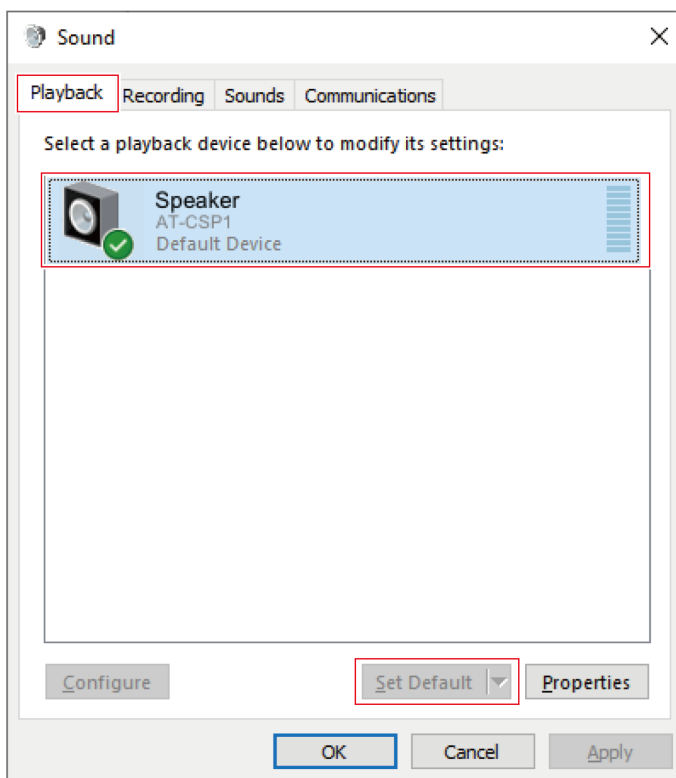 Sound
Playback Recording Sounds Communications
Select a playback device below to modify its settings:
Speaker
AT-CSP1
Default Device
Configure Set Default Properties
OK Cancel Apply